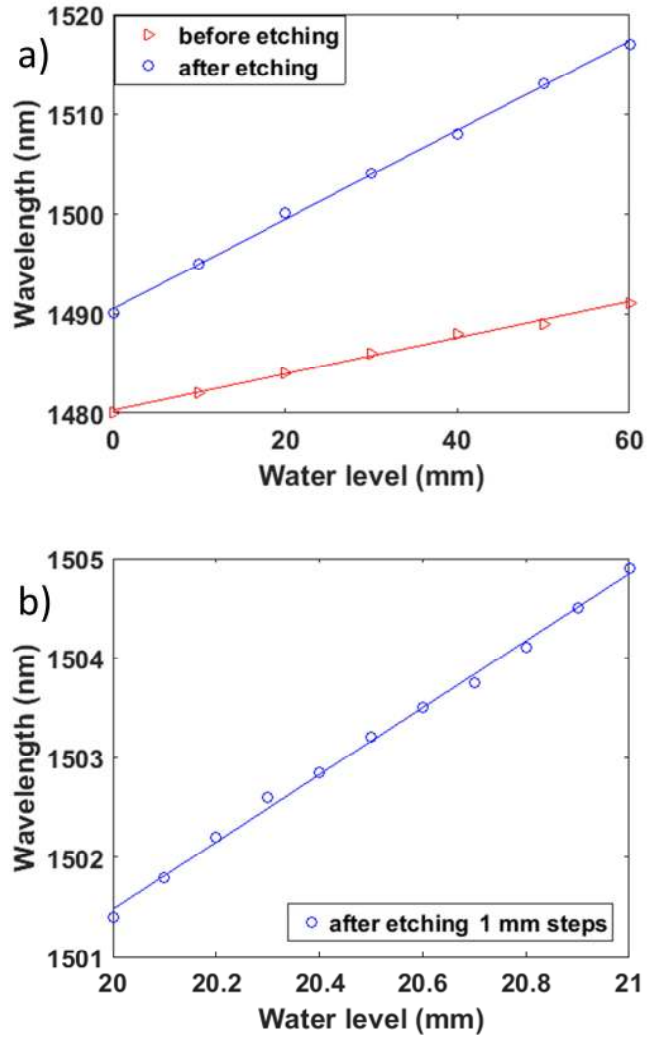 a)
before etching
after etching
1520
1510
1500
1490
1480
Wavelength (nm)
0 20 40 60
Water level (mm)
b)
1505
1504
1503
1502
1501
Wavelength (nm)
after etching 1 mm steps
20 20.2 20.4 20.6 20.8 21
Water level (mm)